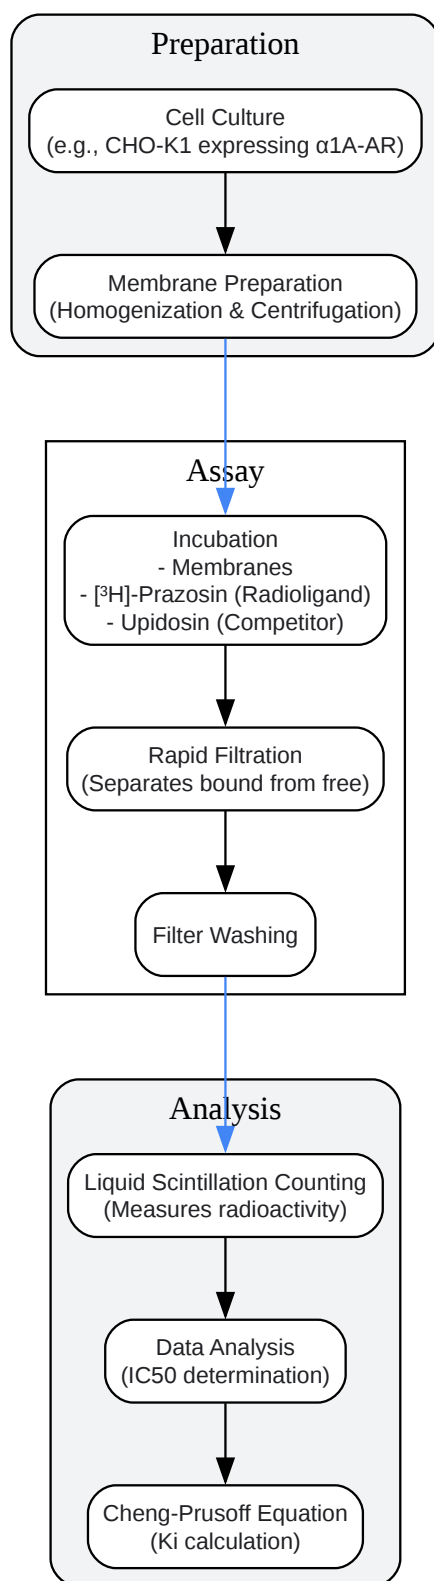 Preparation
Cell Culture
(e.g., CHO-K1 expressing α1A-AR)
Membrane Preparation
(Homogenization & Centrifugation)
Assay
Incubation
- Membranes
- [³H]-Prazosin (Radioligand)
- Upidosin (Competitor)
Rapid Filtration
(Separates bound from free)
Filter Washing
Analysis
Liquid Scintillation Counting
(Measures radioactivity)
Data Analysis
(IC50 determination)
Cheng-Prusoff Equation
(Ki calculation)